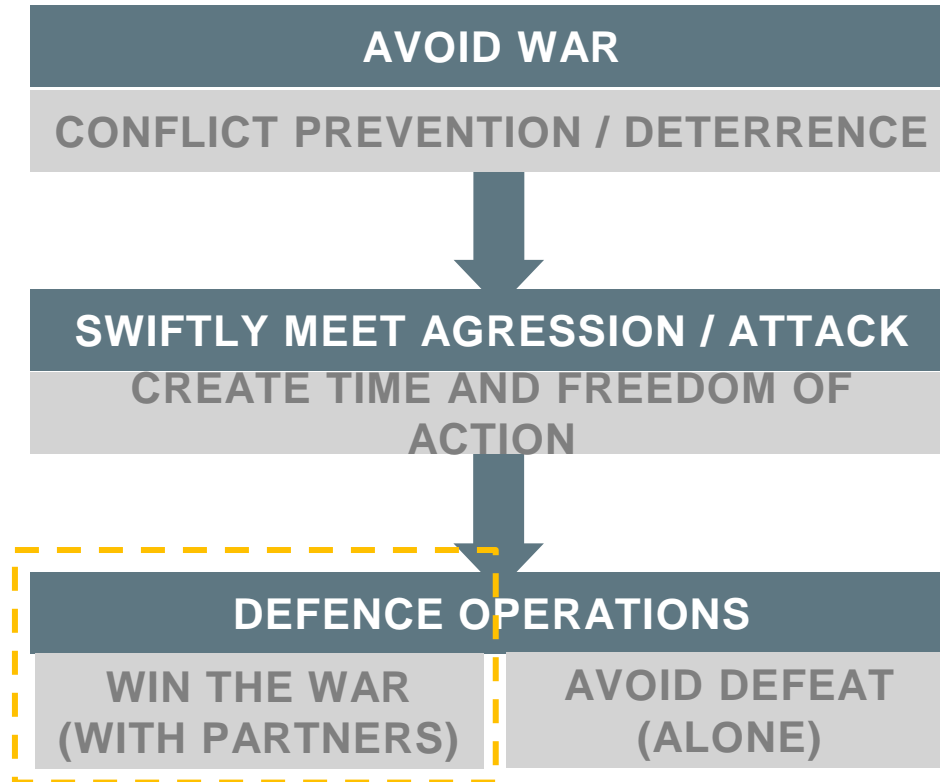 AVOID WAR
CONFLICT PREVENTION / DETERRENCE
SWIFTLY MEET AGRESSION / ATTACK
CREATE TIME AND FREEDOM OF
ACTION
DEFENCE OPERATIONS
WIN THE WAR
(WITH PARTNERS)
AVOID DEFEAT
(ALONE)